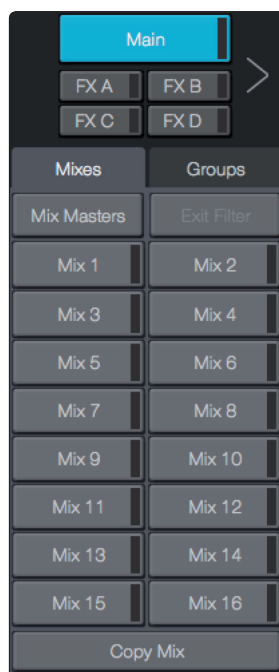 Main
FX A FX B
FX C FX D
Mixes Groups
Mix Masters Exit Filter
Mix 1 Mix 2
Mix 3 Mix 4
Mix 5 Mix 6
Mix 7 Mix 8
Mix 9 Mix 10
Mix 11 Mix 12
Mix 13 Mix 14
Mix 15 Mix 16
Copy Mix